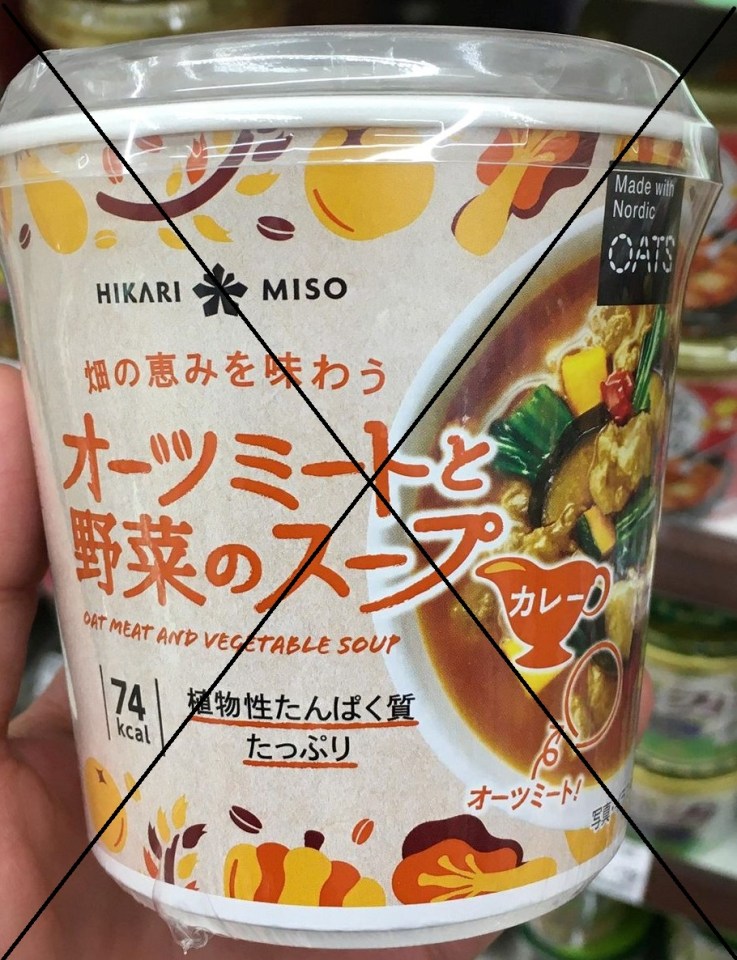 Made with
Nordic
OATS
HIKARI MISO
畑の恵みを味わう
オーツミートと
野菜のスープ
OAT MEAT AND VEGETABLE SOUP
カレー
74
kcal
植物性たんぱく質
たっぷり
オーツミート!
写真